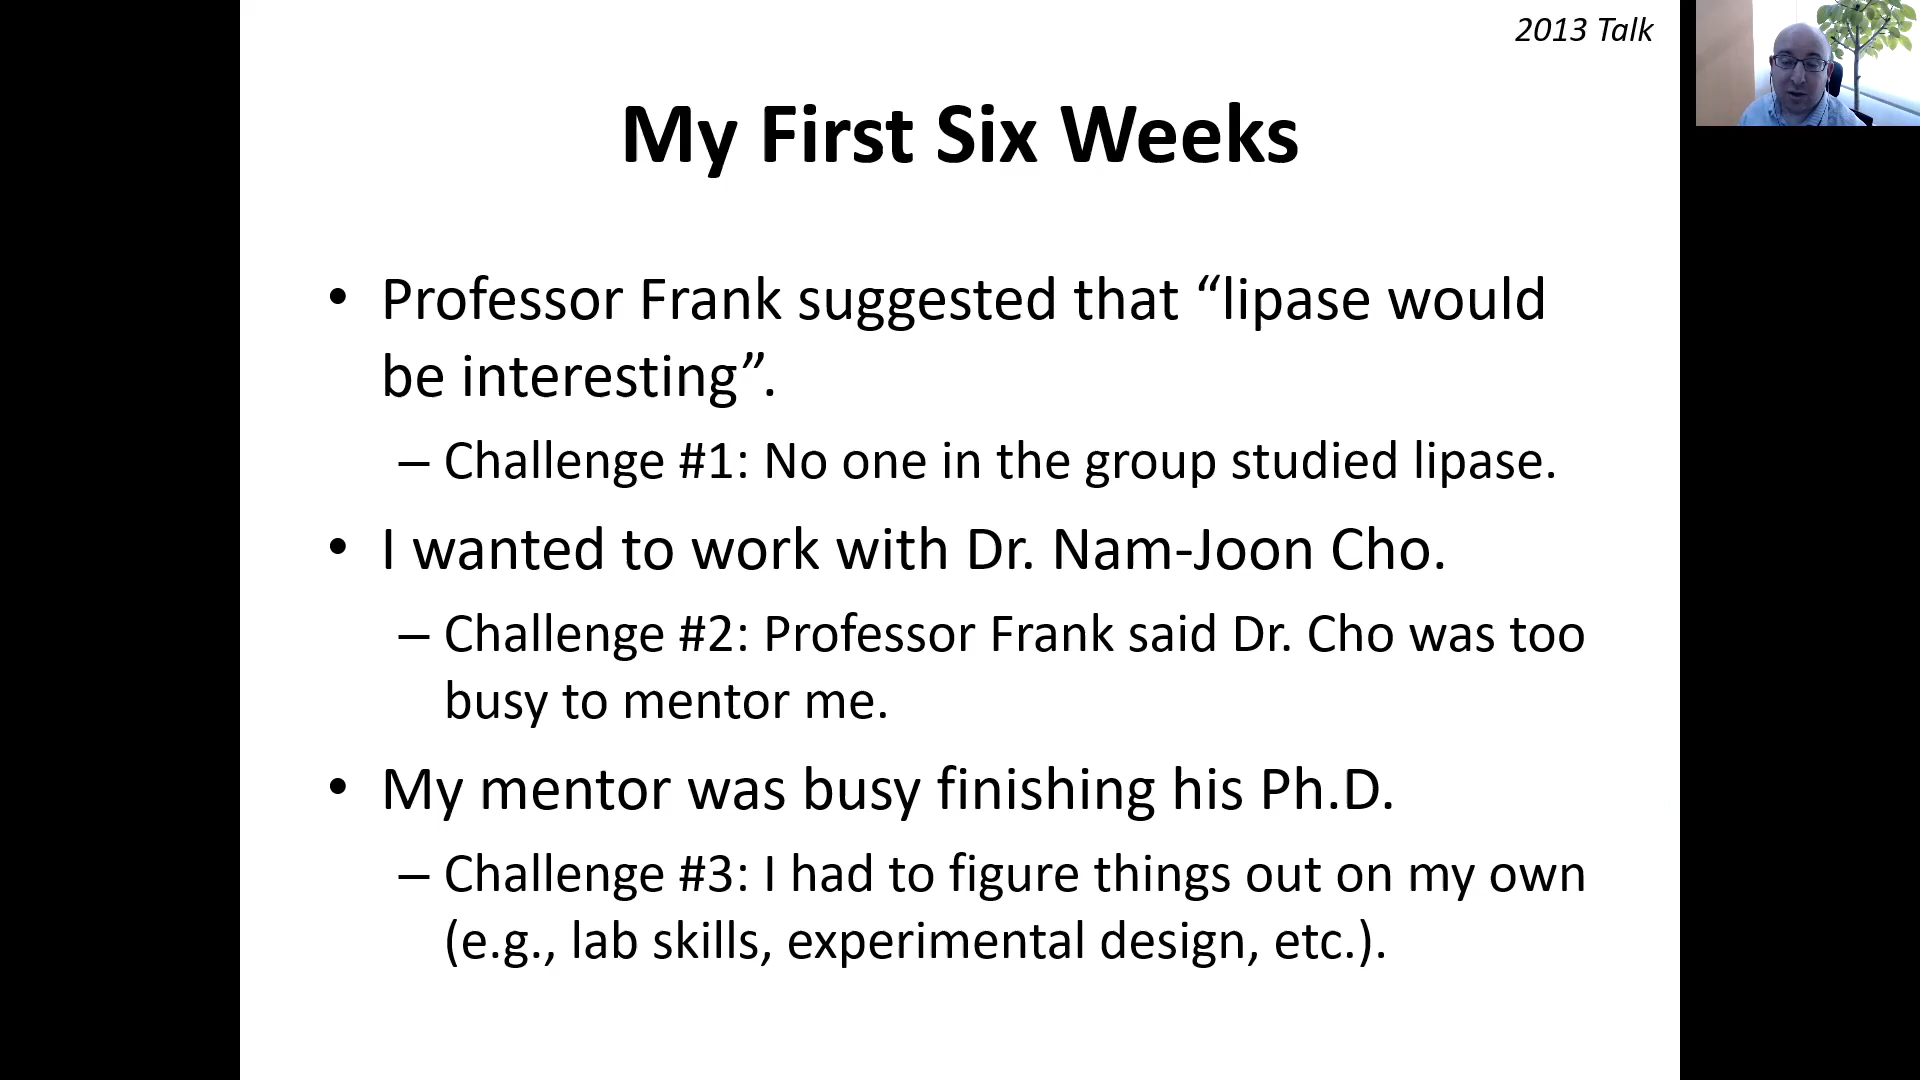 2013 Talk
My First Six Weeks
• Professor Frank suggested that “lipase would
be interesting”.
– Challenge #1: No one in the group studied lipase.
• I wanted to work with Dr. Nam-Joon Cho.
– Challenge #2: Professor Frank said Dr. Cho was too
busy to mentor me.
• My mentor was busy finishing his Ph.D.
– Challenge #3: I had to figure things out on my own
(e.g., lab skills, experimental design, etc.).